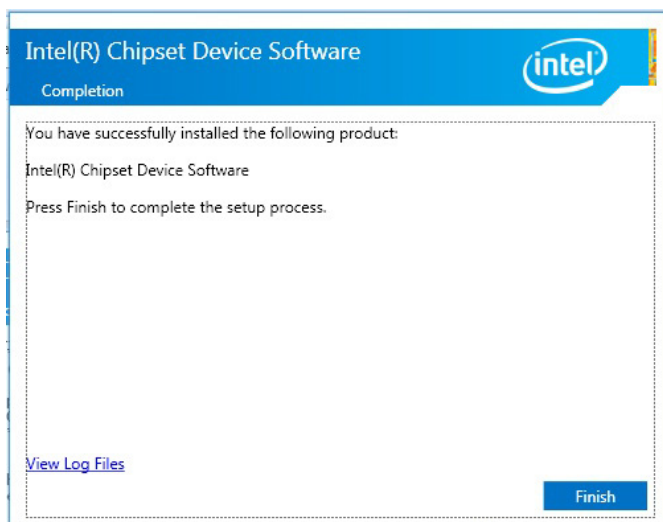 Intel(R) Chipset Device Software
intel
Completion
You have successfully installed the following product:
Intel(R) Chipset Device Software
Press Finish to complete the setup process.
View Log Files
Finish